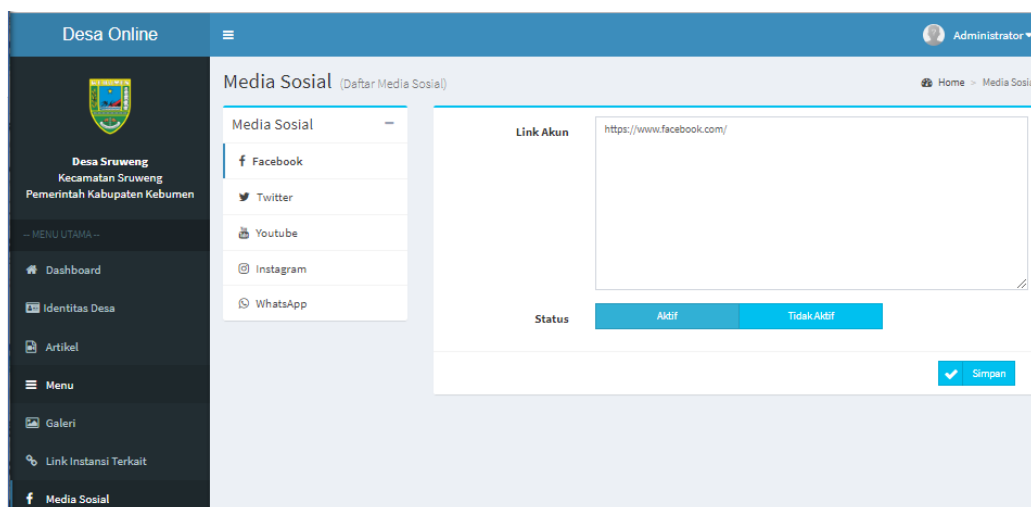 Desa Online
Administrator
Desa Sruweng
Kecamatan Sruweng
Pemerintah Kabupaten Kebumen
-- MENU UTAMA --
Dashboard
Identitas Desa
Artikel
Menu
Galeri
Link Instansi Terkait
Media Sosial
Media Sosial (Daftar Media Sosial)
Home > Media Sosia
Media Sosial
Facebook
Twitter
Youtube
Instagram
WhatsApp
Link Akun
https://www.facebook.com/
Status
Aktif
Tidak Aktif
Simpan